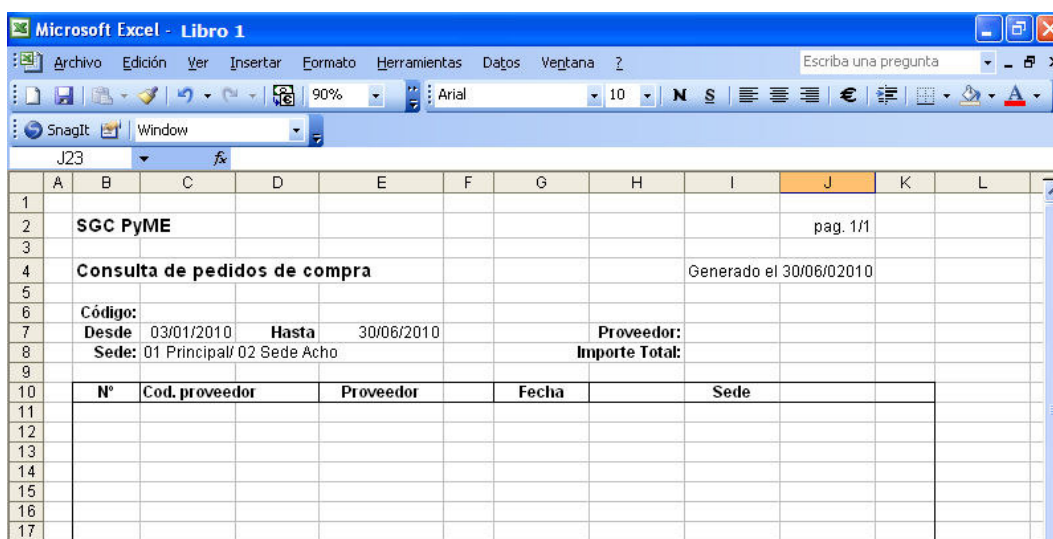 Microsoft Excel - Libro 1
Archivo Edición Ver Insertar Formato Herramientas Datos Ventana ? Escriba una pregunta
90% Arial 10 N S € A
SnagIt Window
J23 fx
A B C D E F G H I J K L
1
2 SGC PyME pag. 1/1
3
4 Consulta de pedidos de compra Generado el 30/06/02010
5
6 Código:
7 Desde 03/01/2010 Hasta 30/06/2010 Proveedor:
8 Sede: 01 Principal/ 02 Sede Acho Importe Total:
9
10 N° Cod. proveedor Proveedor Fecha Sede
11
12
13
14
15
16
17